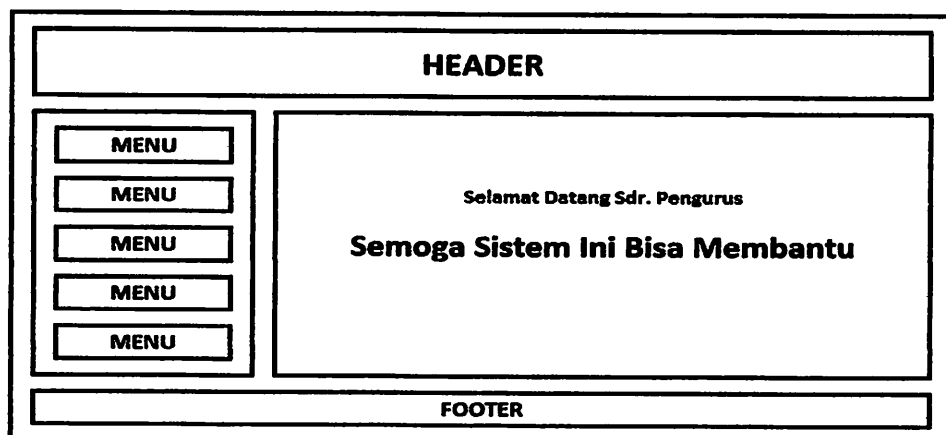 HEADER
MENU
MENU
MENU
MENU
MENU
Selamat Datang Sdr. Pengurus
Semoga Sistem Ini Bisa Membantu
FOOTER